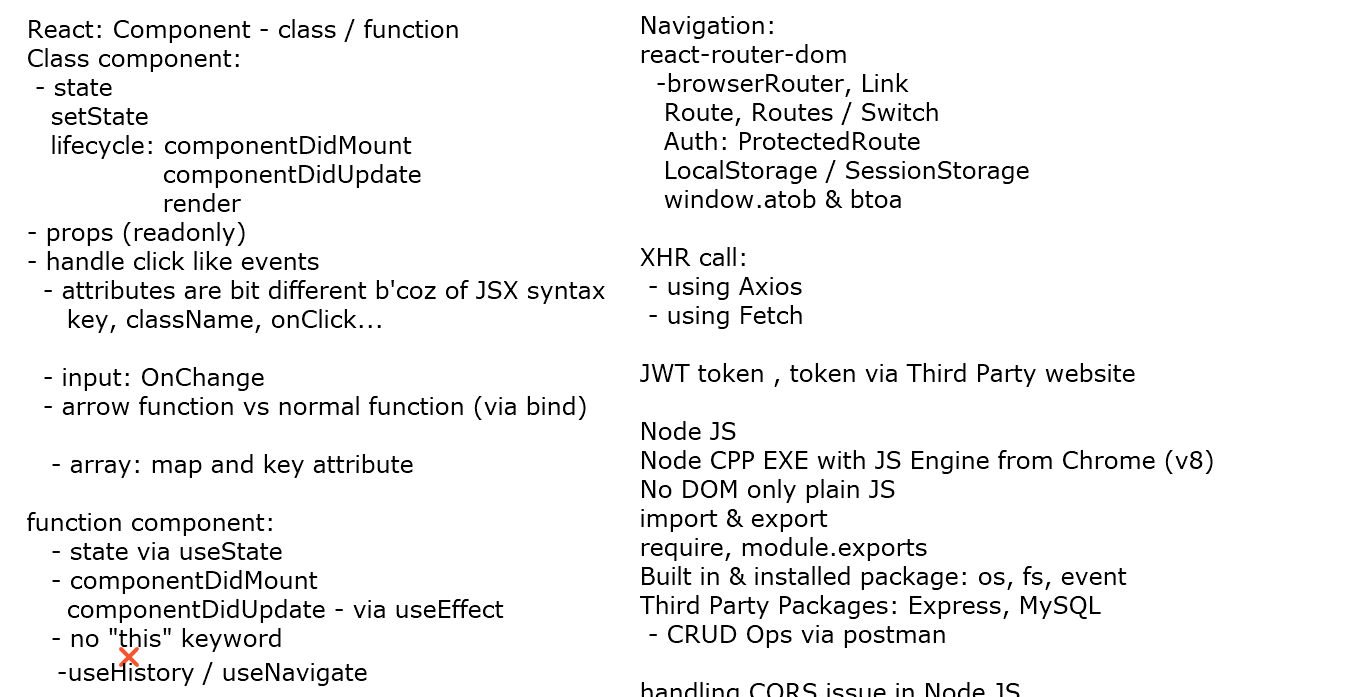 React: Component - class / function
Class component:
- state
setState
lifecycle: componentDidMount
componentDidUpdate
render
- props (readonly)
- handle click like events
- attributes are bit different b'coz of JSX syntax
key, className, onClick...
- input: OnChange
- arrow function vs normal function (via bind)
- array: map and key attribute
function component:
- state via useState
- componentDidMount
componentDidUpdate - via useEffect
- no "this" keyword
-useHistory / useNavigate
Navigation:
react-router-dom
-browserRouter, Link
Route, Routes / Switch
Auth: ProtectedRoute
LocalStorage / SessionStorage
window.atob & btoa
XHR call:
- using Axios
- using Fetch
JWT token , token via Third Party website
Node JS
Node CPP EXE with JS Engine from Chrome (v8)
No DOM only plain JS
import & export
require, module.exports
Built in & installed package: os, fs, event
Third Party Packages: Express, MySQL
- CRUD Ops via postman
handling CORS issue in Node JS